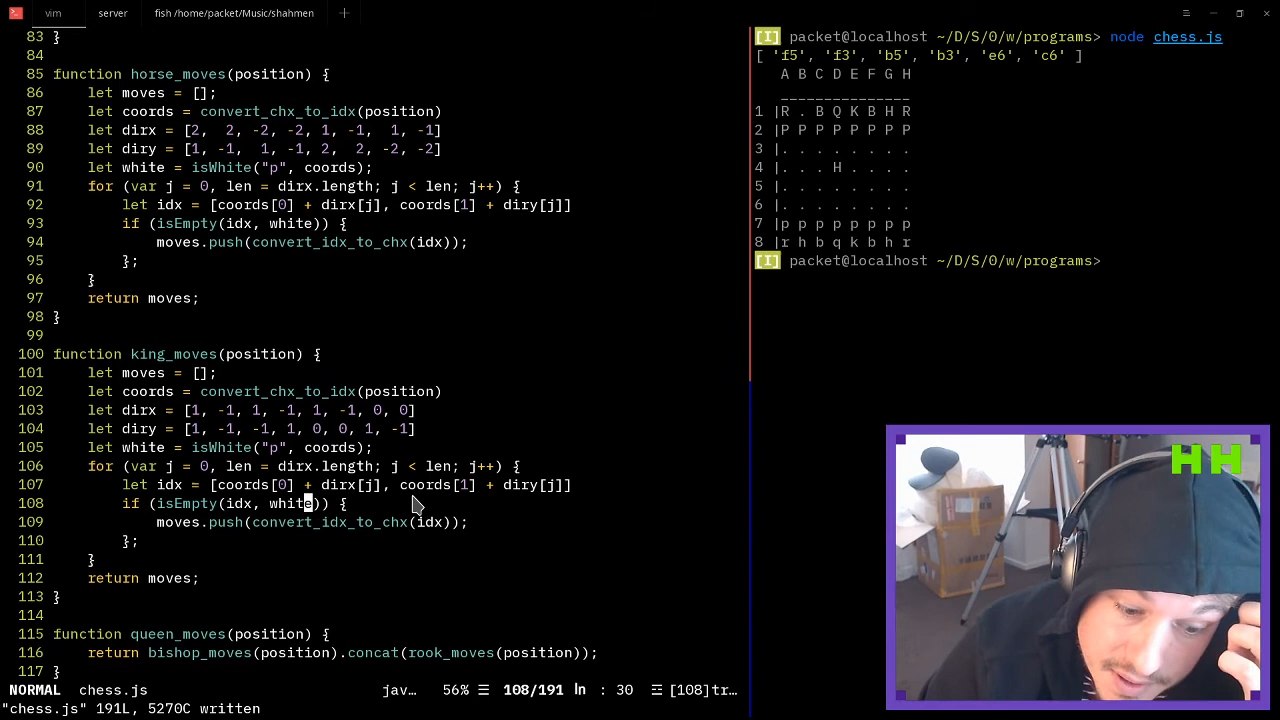 vim server fish /home/packet/Music/shahmen +
83 }
84
85 function horse_moves(position) {
86     let moves = [];
87     let coords = convert_chx_to_idx(position)
88     let dirx = [2,  2, -2, -2, 1, -1,  1, -1]
89     let diry = [1, -1,  1, -1, 2,  2, -2, -2]
90     let white = isWhite("p", coords);
91     for (var j = 0, len = dirx.length; j < len; j++) {
92         let idx = [coords[0] + dirx[j], coords[1] + diry[j]]
93         if (isEmpty(idx, white)) {
94             moves.push(convert_idx_to_chx(idx));
95         };
96     }
97     return moves;
98 }
99
100 function king_moves(position) {
101     let moves = [];
102     let coords = convert_chx_to_idx(position)
103     let dirx = [1, -1, 1, -1, 1, -1, 0, 0]
104     let diry = [1, -1, -1, 1, 0, 0, 1, -1]
105     let white = isWhite("p", coords);
106     for (var j = 0, len = dirx.length; j < len; j++) {
107         let idx = [coords[0] + dirx[j], coords[1] + diry[j]]
108         if (isEmpty(idx, white)) {
109             moves.push(convert_idx_to_chx(idx));
110         };
111     }
112     return moves;
113 }
114
115 function queen_moves(position) {
116     return bishop_moves(position).concat(rook_moves(position));
117 }
NORMAL chess.js jav… 56% ☰ 108/191 ln : 30 ☲ [108]tr…
"chess.js" 191L, 5270C written
[I] packet@localhost ~/D/S/0/w/programs> node chess.js
[ 'f5', 'f3', 'b5', 'b3', 'e6', 'c6' ]
   A B C D E F G H
   _______________
1 |R . B Q K B H R
2 |P P P P P P P P
3 |. . . . . . . .
4 |. . . H . . . .
5 |. . . . . . . .
6 |. . . . . . . .
7 |p p p p p p p p
8 |r h b q k b h r
[I] packet@localhost ~/D/S/0/w/programs>
HH